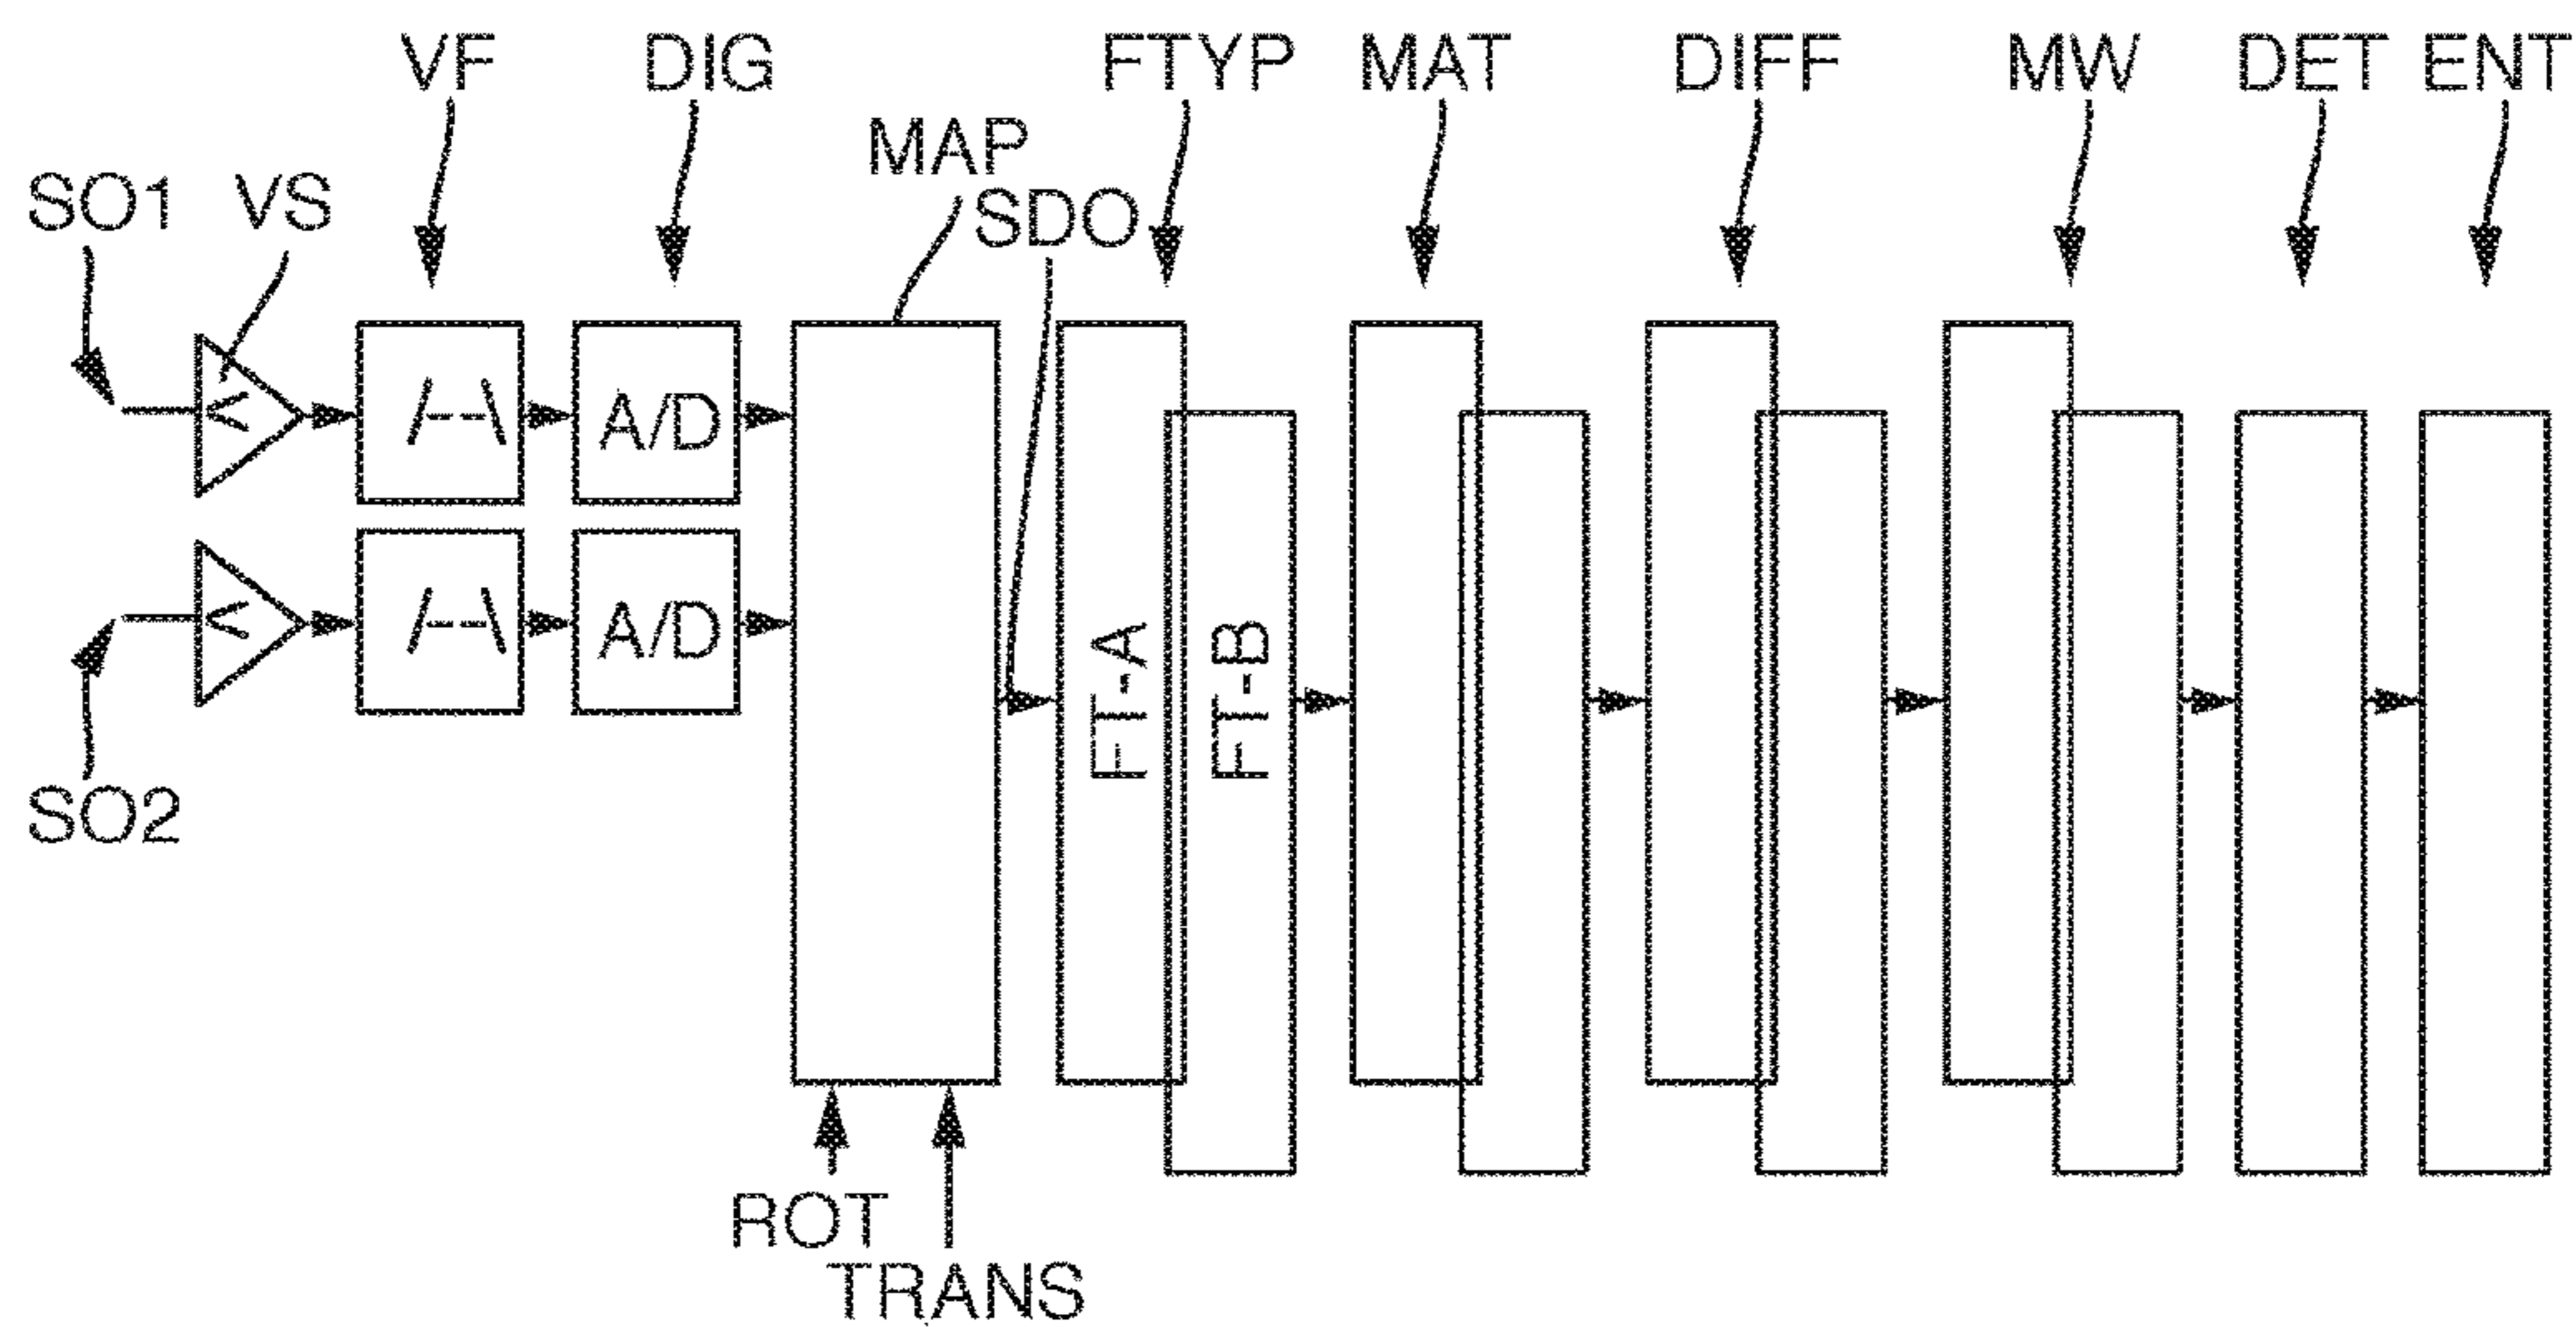 VF DIG FTYP MAT DIFF MW DET ENT
MAP
SO1 VS SDO
< /--\ A/D
< /--\ A/D
FT-A FT-B
SO2
ROT
TRANS